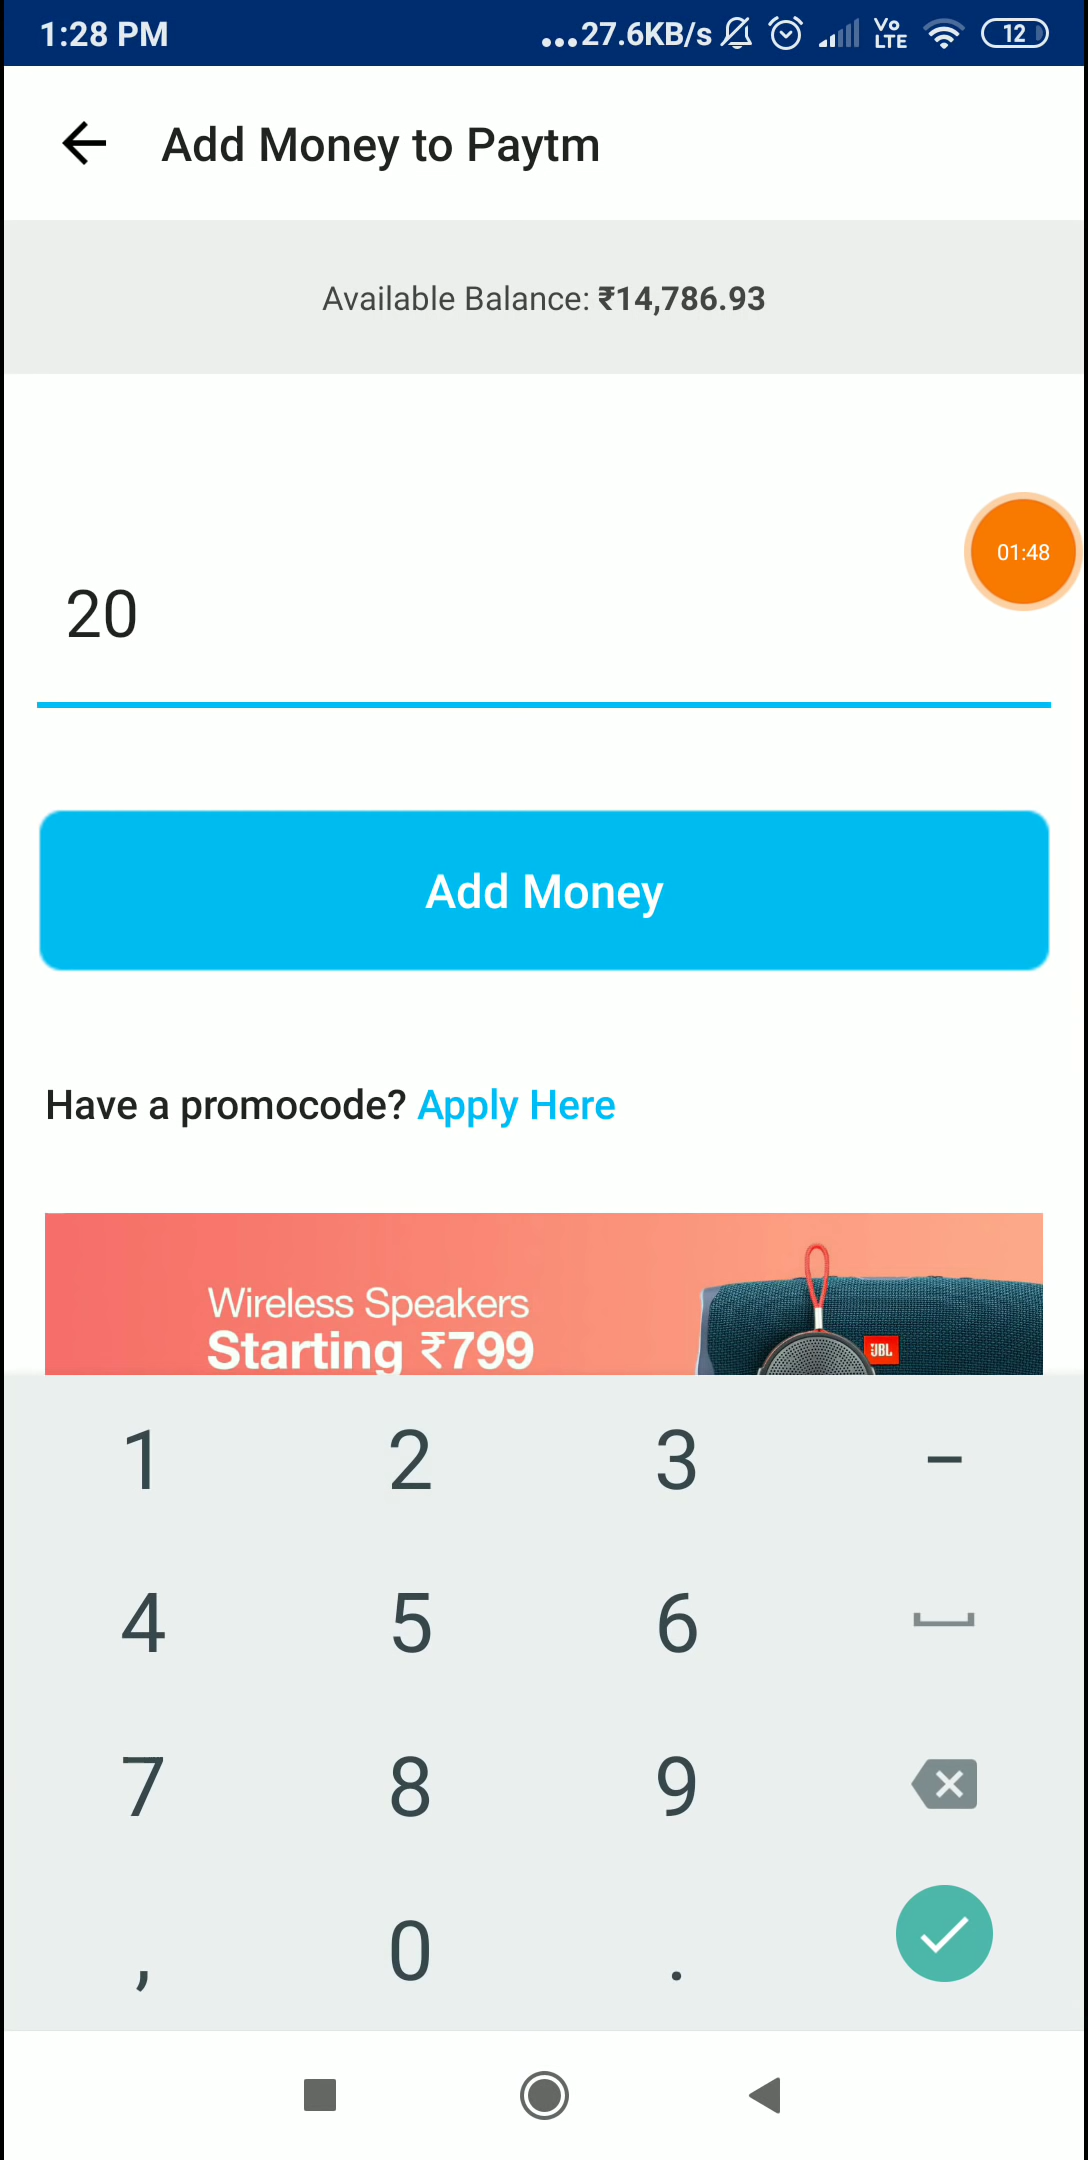 1:28 PM
...27.6KB/s Vo LTE 12
Add Money to Paytm
Available Balance: ₹14,786.93
01:48
20
Add Money
Have a promocode? Apply Here
Wireless Speakers
Starting ₹799
JBL
1 2 3 –
4 5 6
7 8 9
, 0 .